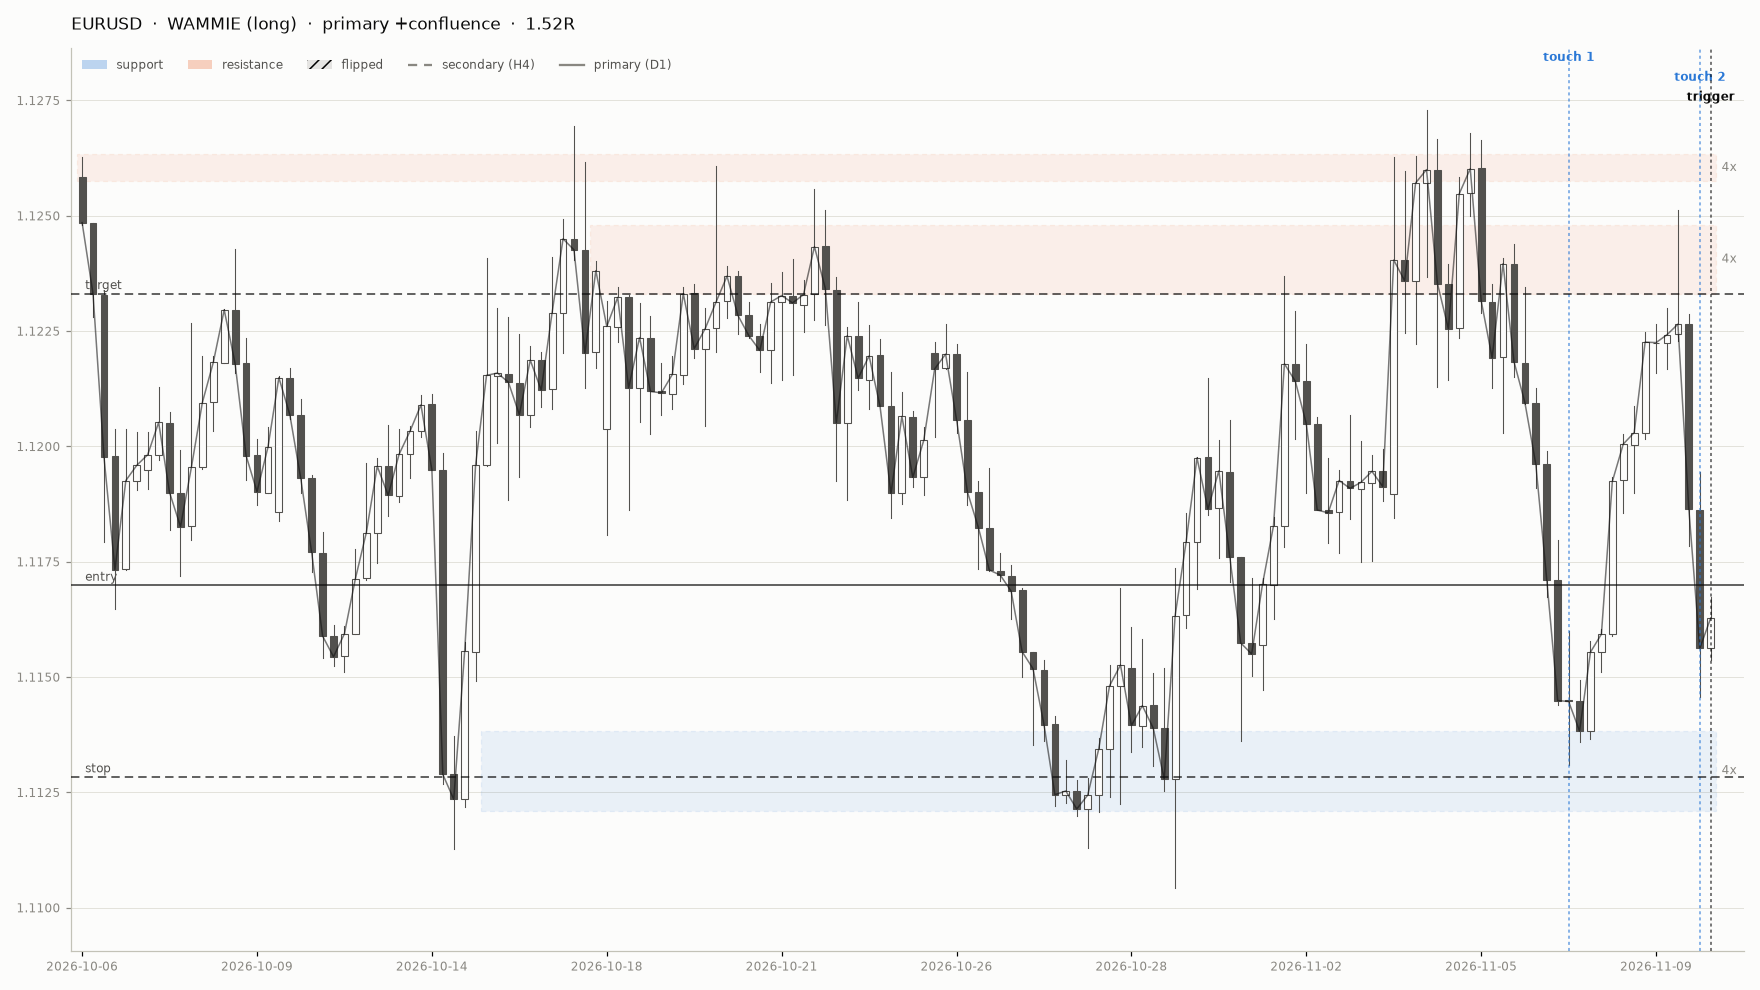 EURUSD · WAMMIE (long) · primary +confluence · 1.52R
support resistance flipped secondary (H4) primary (D1)
touch 1
touch 2
trigger
1.1275
1.1250
1.1225
1.1200
1.1175
1.1150
1.1125
1.1100
4x
4x
4x
target
entry
stop
2026-10-06 2026-10-09 2026-10-14 2026-10-18 2026-10-21 2026-10-26 2026-10-28 2026-11-02 2026-11-05 2026-11-09